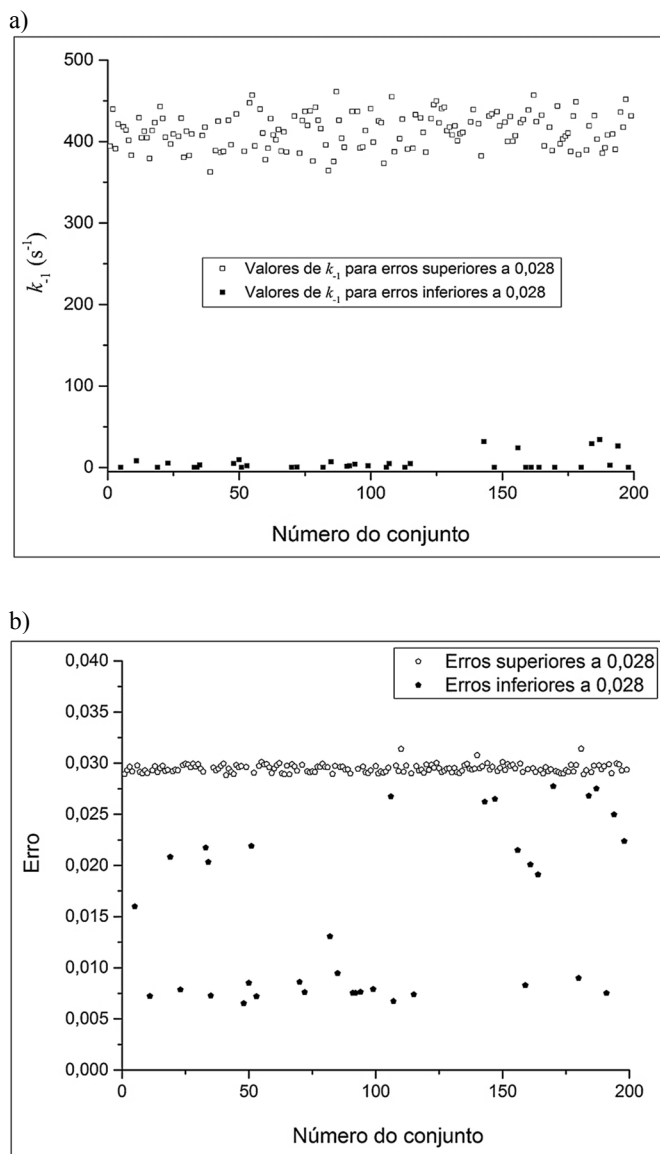 a)
500
400
300
200
100
0
k-1 (s-1)
Valores de k-1 para erros superiores a 0,028
Valores de k-1 para erros inferiores a 0,028
0
50
100
150
200
Número do conjunto
b)
0,040
0,035
0,030
0,025
0,020
0,015
0,010
0,005
0,000
Erro
Erros superiores a 0,028
Erros inferiores a 0,028
0
50
100
150
200
Número do conjunto